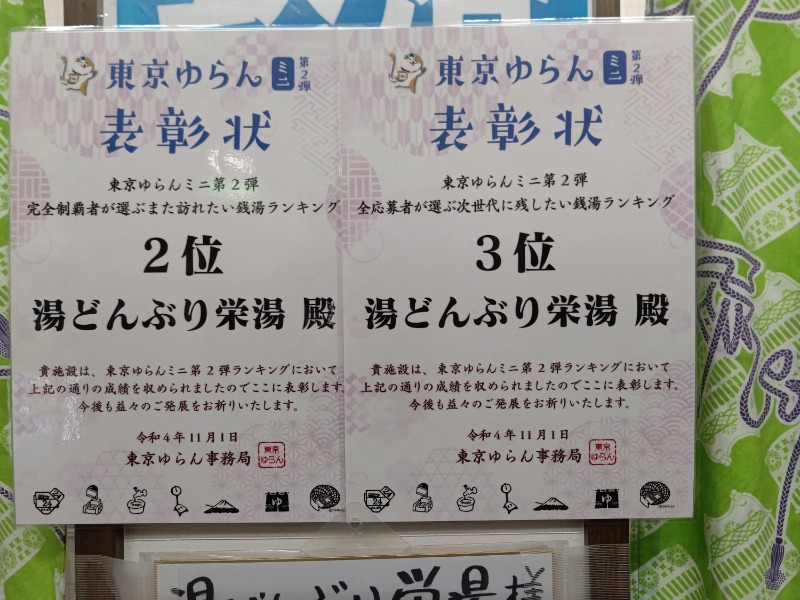 東京ゆらん ミニ 第2弾
表彰状
東京ゆらんミニ第2弾
完全制覇者が選ぶまた訪れたい銭湯ランキング
2位
湯どんぶり栄湯 殿
貴施設は、東京ゆらんミニ第2弾ランキングにおいて
上記の通りの成績を収められましたのでここに表彰します。
今後も益々のご発展をお祈りいたします。
令和4年11月1日
東京ゆらん事務局
東京
ゆらん
ゆ
東京ゆらん ミニ 第2弾
表彰状
東京ゆらんミニ第2弾
全応募者が選ぶ次世代に残したい銭湯ランキング
3位
湯どんぶり栄湯 殿
貴施設は、東京ゆらんミニ第2弾ランキングにおいて
上記の通りの成績を収められましたのでここに表彰します。
今後も益々のご発展をお祈りいたします。
令和4年11月1日
東京ゆらん事務局
東京
ゆらん
ゆ
湯どんぶり栄湯様